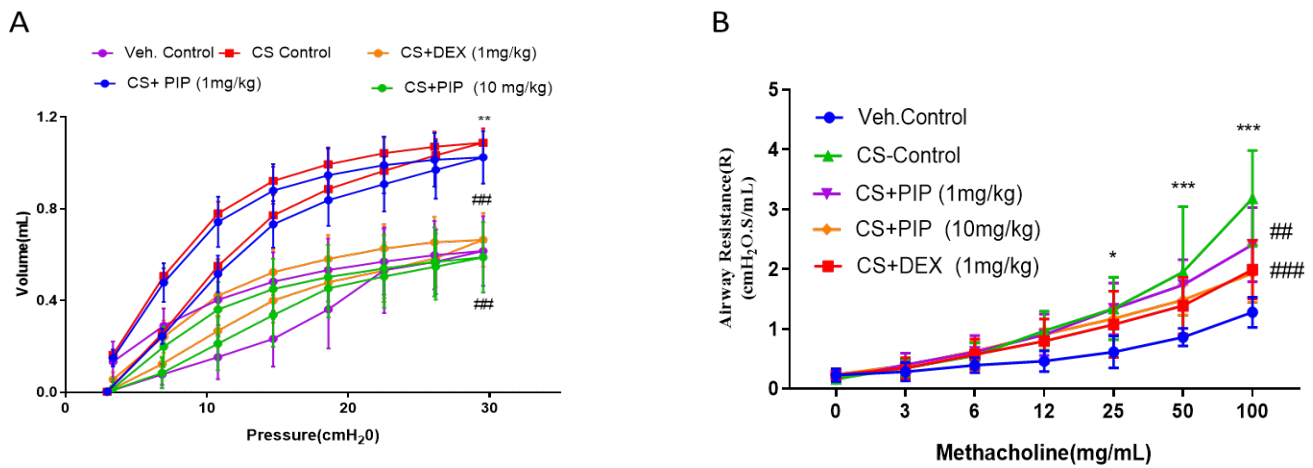 A
Veh. Control CS Control CS+DEX (1mg/kg)
CS+ PIP (1mg/kg) CS+PIP (10 mg/kg)
1.2
0.8
0.4
0.0
Volume(mL)
**
###
###
0 10 20 30
Pressure(cmH₂0)
B
5
4
3
2
1
0
Airway Resistance(R)
(cmH₂O.S/mL)
Veh.Control
CS-Control
CS+PIP (1mg/kg)
CS+PIP (10mg/kg)
CS+DEX (1mg/kg)
*
***
***
##
###
0 3 6 12 25 50 100
Methacholine(mg/mL)